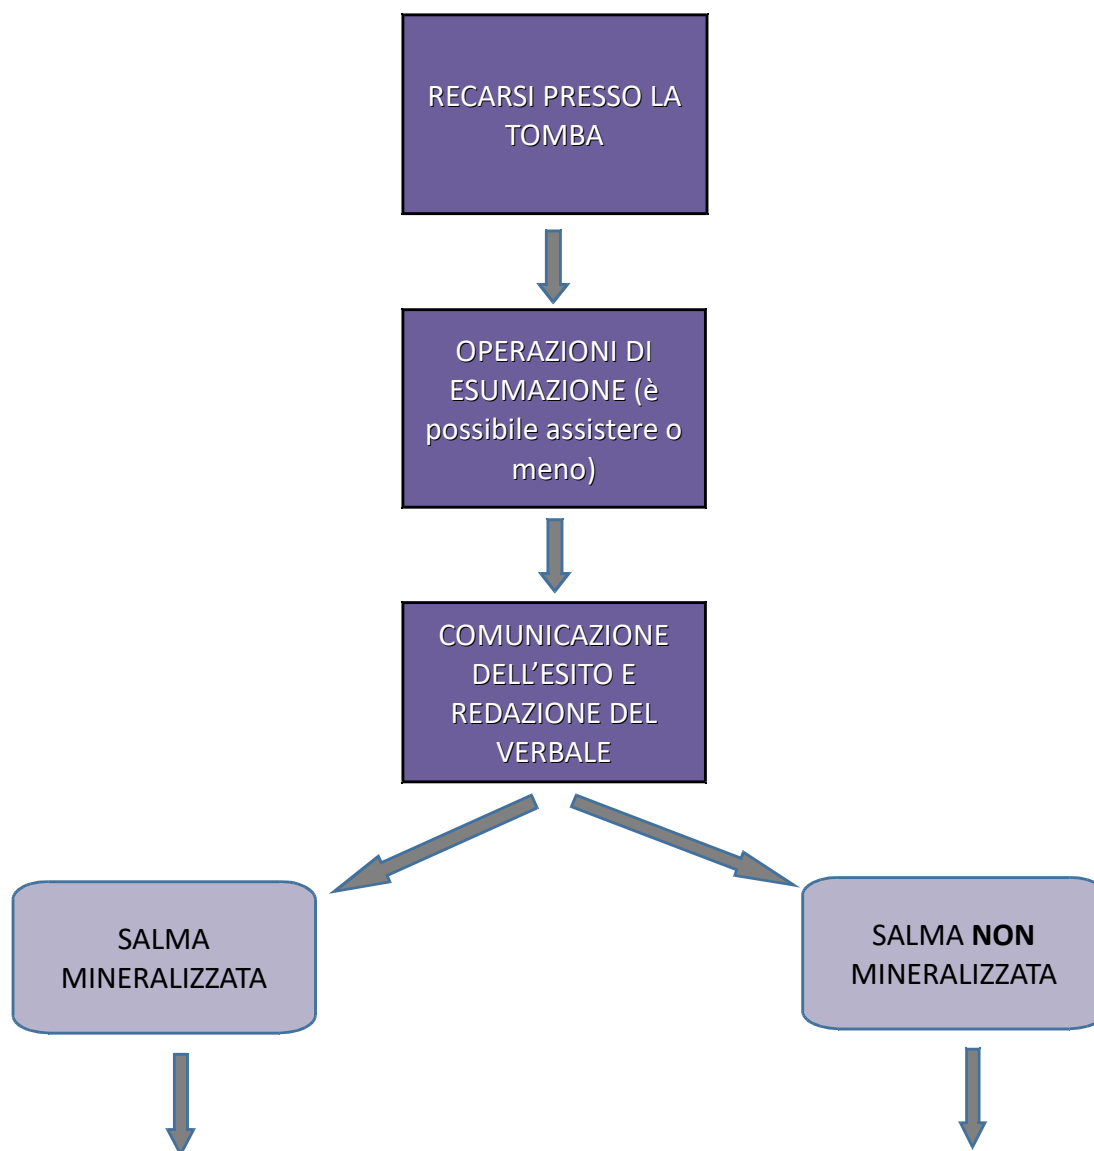 RECARSI PRESSO LA
TOMBA
OPERAZIONI DI
ESUMAZIONE (è
possibile assistere o
meno)
COMUNICAZIONE
DELL’ESITO E
REDAZIONE DEL
VERBALE
SALMA
MINERALIZZATA
SALMA NON
MINERALIZZATA